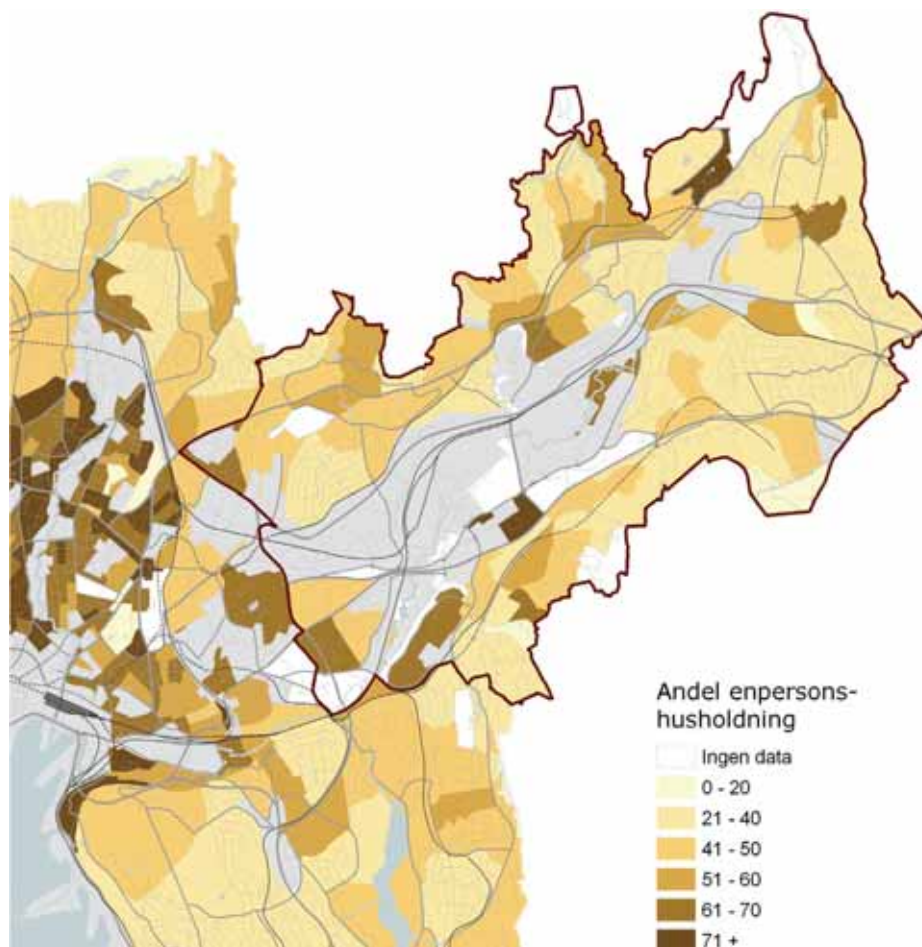 Andel enpersons-
husholdning
Ingen data
0 - 20
21 - 40
41 - 50
51 - 60
61 - 70
71 +